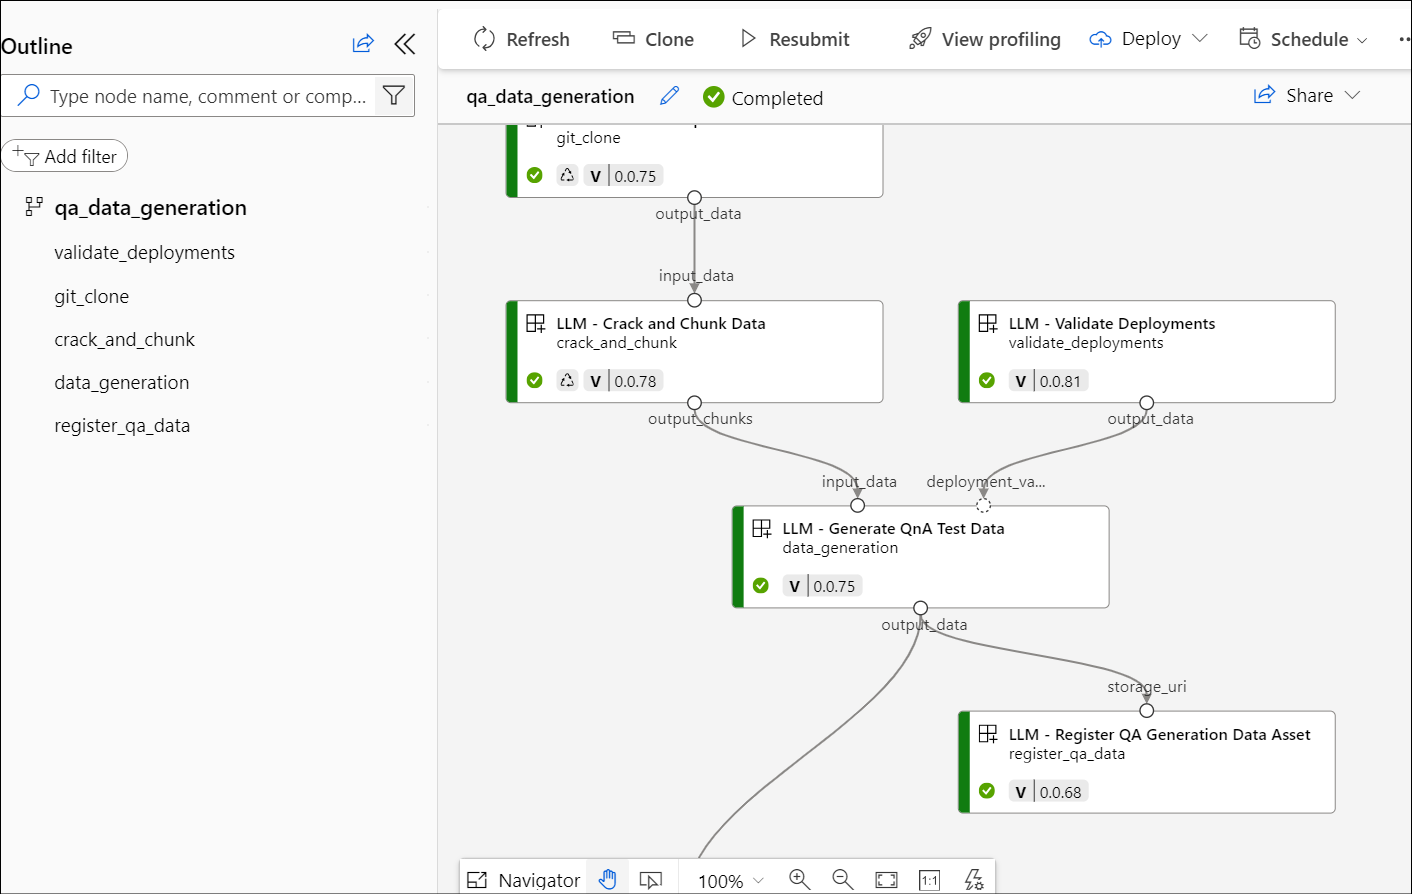 Outline
Type node name, comment or comp...
Add filter
qa_data_generation
validate_deployments
git_clone
crack_and_chunk
data_generation
register_qa_data
Refresh
Clone
Resubmit
View profiling
Deploy
Schedule
qa_data_generation
Completed
Share
git_clone
V 0.0.75
output_data
input_data
LLM - Crack and Chunk Data
crack_and_chunk
V 0.0.78
output_chunks
LLM - Validate Deployments
validate_deployments
V 0.0.81
output_data
input_data
deployment_va...
LLM - Generate QnA Test Data
data_generation
V 0.0.75
output_data
storage_uri
LLM - Register QA Generation Data Asset
register_qa_data
V 0.0.68
Navigator
100%
1:1